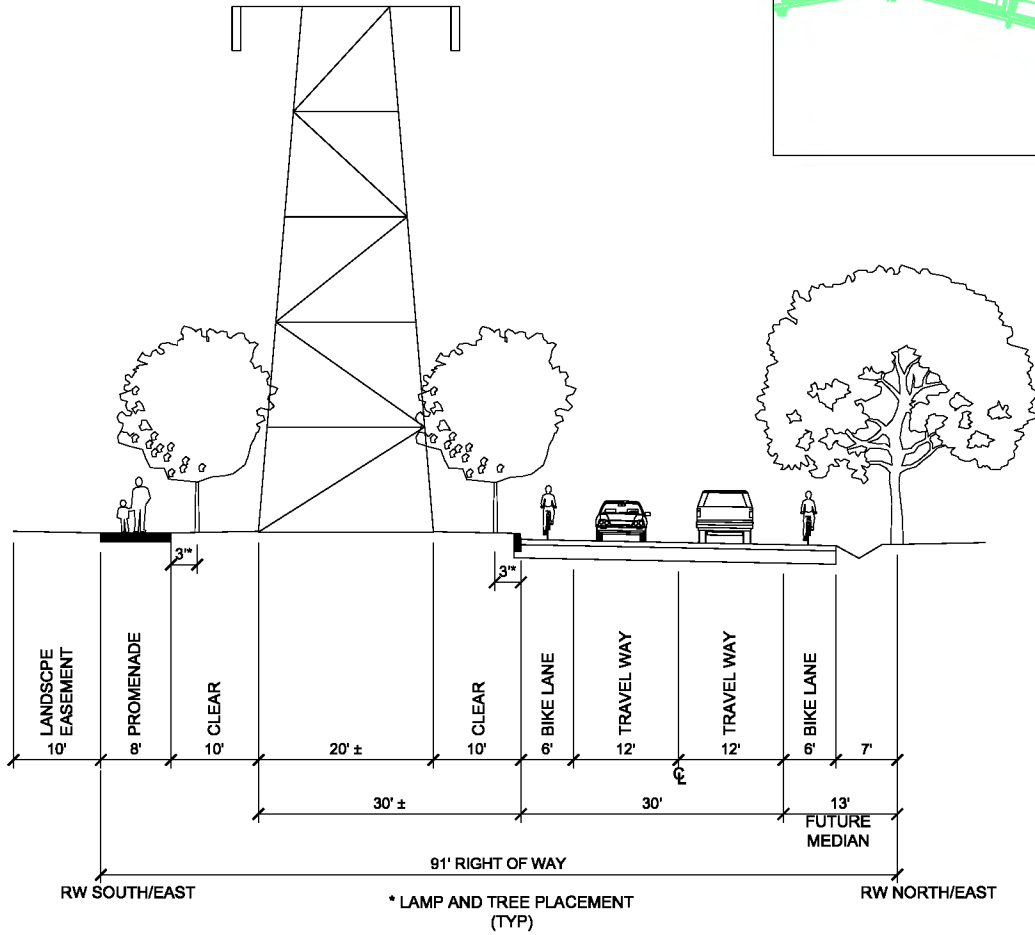 3'*
3'*
LANDSCPE
EASEMENT
PROMENADE
CLEAR
CLEAR
BIKE LANE
TRAVEL WAY
TRAVEL WAY
BIKE LANE
10'
8'
10'
20' ±
10'
6'
12'
12'
6'
7'
CL
30' ±
30'
13'
FUTURE
MEDIAN
91' RIGHT OF WAY
RW SOUTH/EAST
RW NORTH/EAST
* LAMP AND TREE PLACEMENT
(TYP)